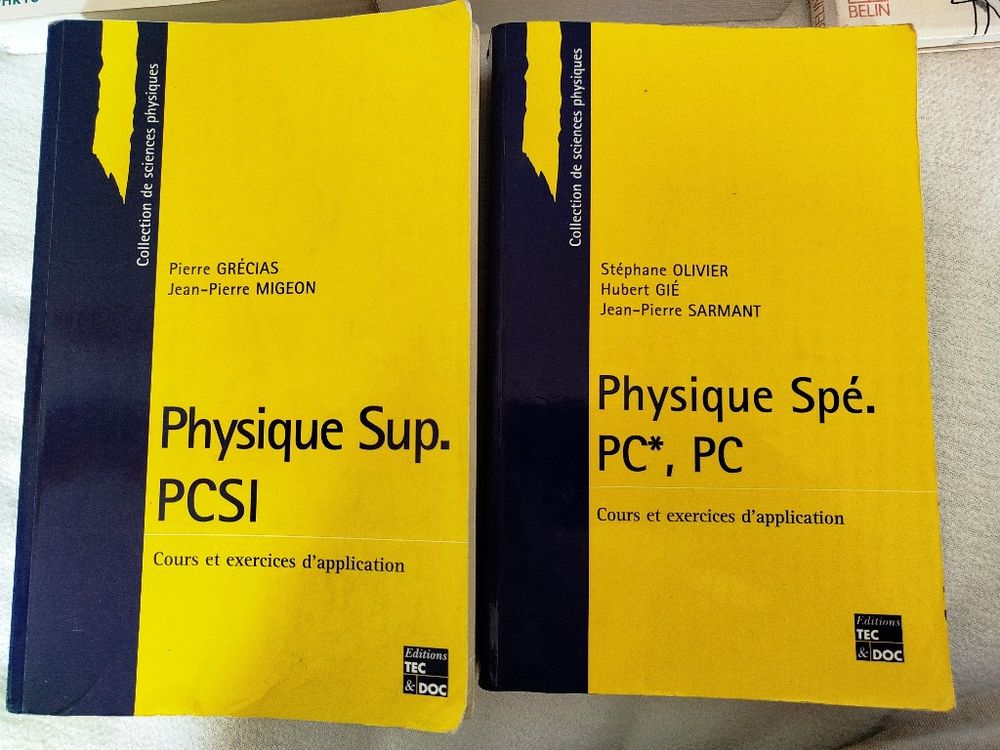 BELIN
Collection de sciences physiques
Pierre GRÉCIAS
Jean-Pierre MIGEON
Physique Sup.
PCSI
Cours et exercices d'application
Editions
TEC
& DOC
Collection de sciences physiques
Stéphane OLIVIER
Hubert GIÉ
Jean-Pierre SARMANT
Physique Spé.
PC*, PC
Cours et exercices d'application
Editions
TEC
& DOC